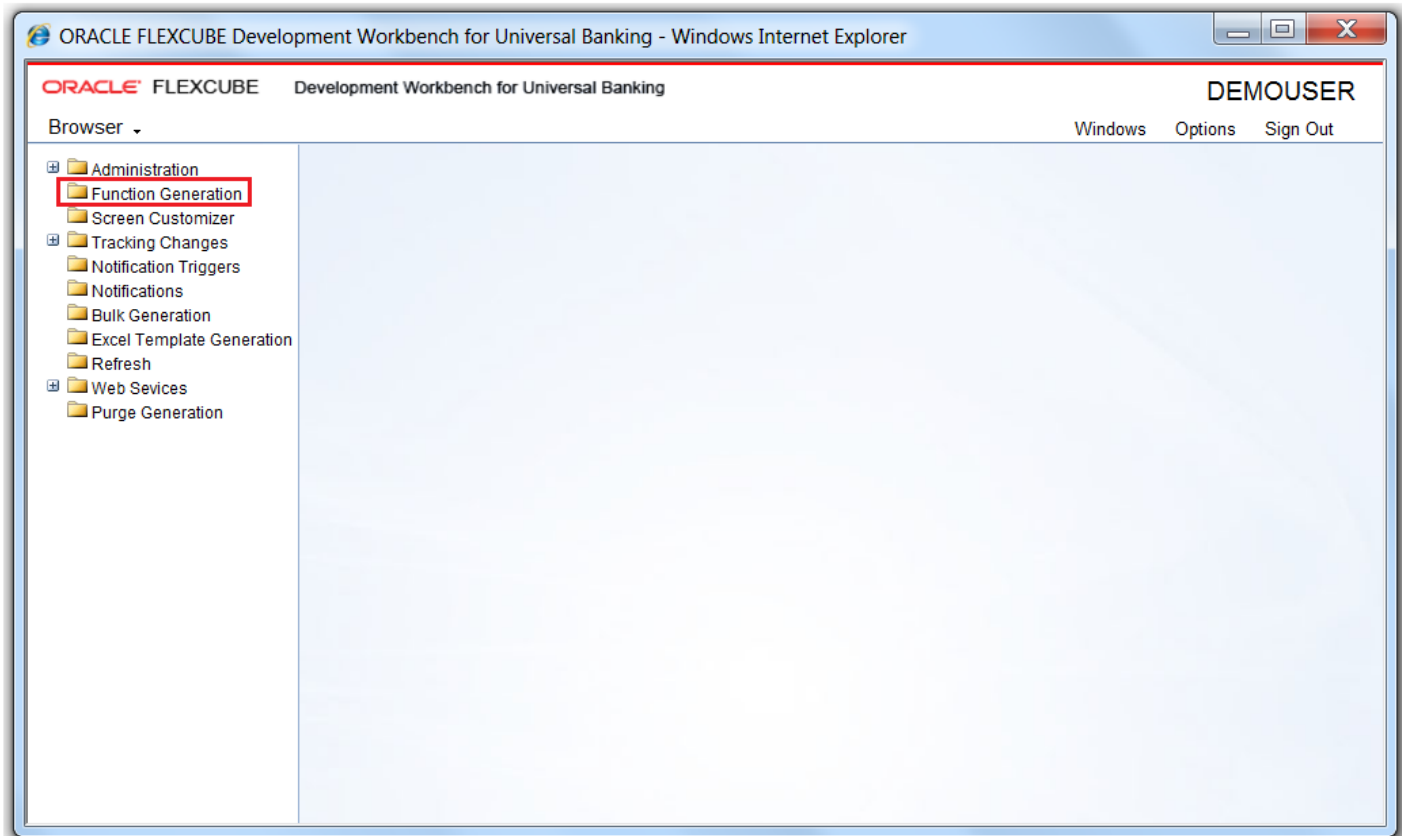 ORACLE FLEXCUBE Development Workbench for Universal Banking - Windows Internet Explorer
ORACLE FLEXCUBE Development Workbench for Universal Banking DEMOUSER
Browser Windows Options Sign Out
Administration
Function Generation
Screen Customizer
Tracking Changes
Notification Triggers
Notifications
Bulk Generation
Excel Template Generation
Refresh
Web Sevices
Purge Generation